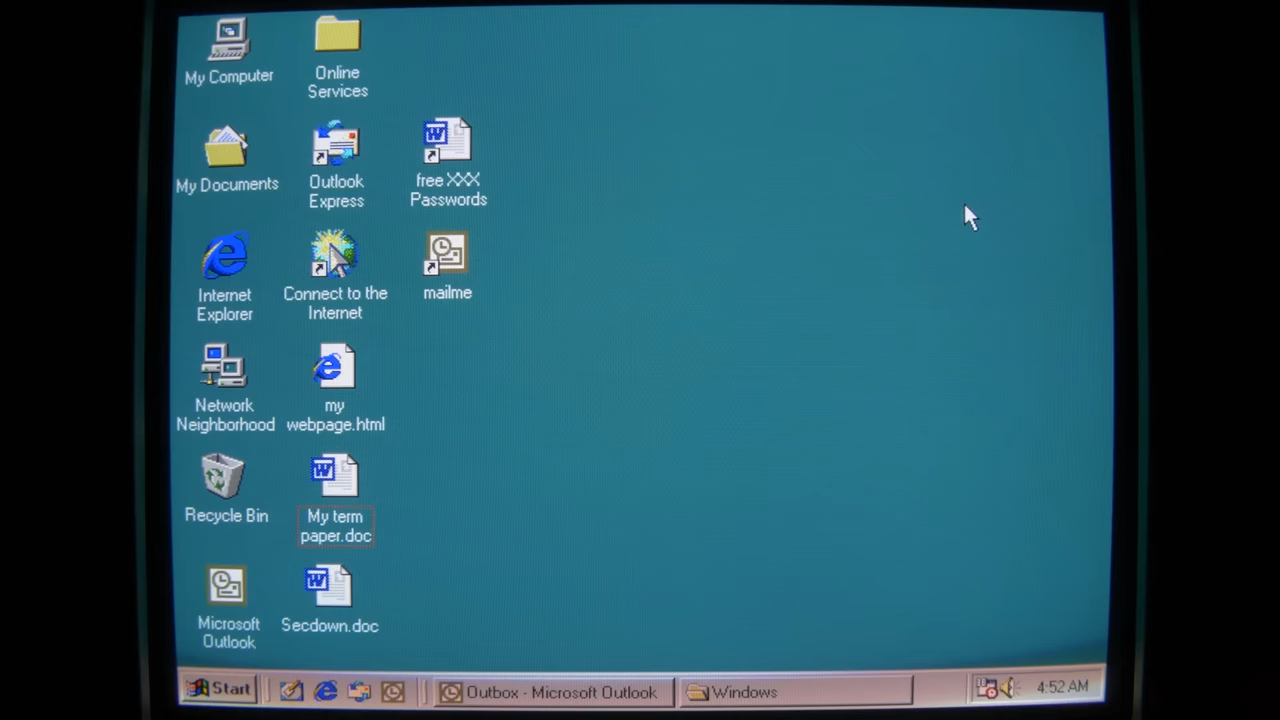 My Computer
Online
Services
My Documents
Outlook
Express
free XXX
Passwords
Internet
Explorer
Connect to the
Internet
mailme
Network
Neighborhood
my
webpage.html
Recycle Bin
My term
paper.doc
Microsoft
Outlook
Secdown.doc
Start
Outbox - Microsoft Outlook
Windows
4:52 AM